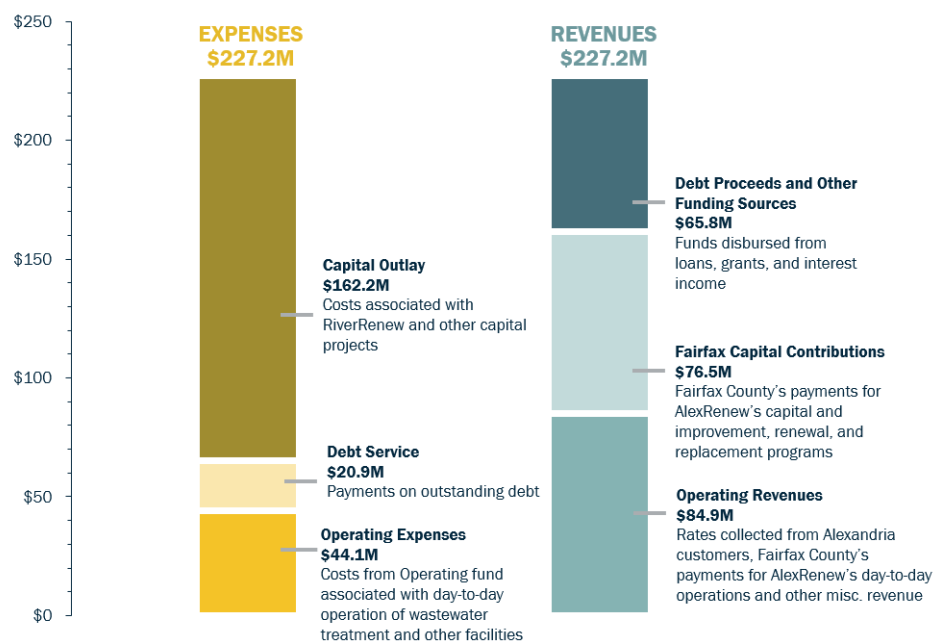 $250
$200
$150
$100
$50
$0
EXPENSES
$227.2M
Capital Outlay
$162.2M
Costs associated with
RiverRenew and other capital
projects
Debt Service
$20.9M
Payments on outstanding debt
Operating Expenses
$44.1M
Costs from Operating fund
associated with day-to-day
operation of wastewater
treatment and other facilities
REVENUES
$227.2M
Debt Proceeds and Other
Funding Sources
$65.8M
Funds disbursed from
loans, grants, and interest
income
Fairfax Capital Contributions
$76.5M
Fairfax County's payments for
AlexRenew's capital and
improvement, renewal, and
replacement programs
Operating Revenues
$84.9M
Rates collected from Alexandria
customers, Fairfax County's
payments for AlexRenew's day-to-day
operations and other misc. revenue